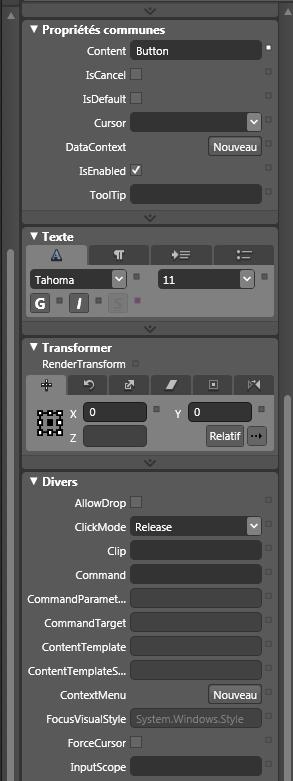 Propriétés communes
Content Button
IsCancel
IsDefault
Cursor
DataContext Nouveau
IsEnabled
ToolTip
Texte
A ¶
Tahoma 11
G I S
Transformer
RenderTransform
X 0 Y 0
Z Relatif
Divers
AllowDrop
ClickMode Release
Clip
Command
CommandParamet...
CommandTarget
ContentTemplate
ContentTemplateS...
ContextMenu Nouveau
FocusVisualStyle System.Windows.Style
ForceCursor
InputScope